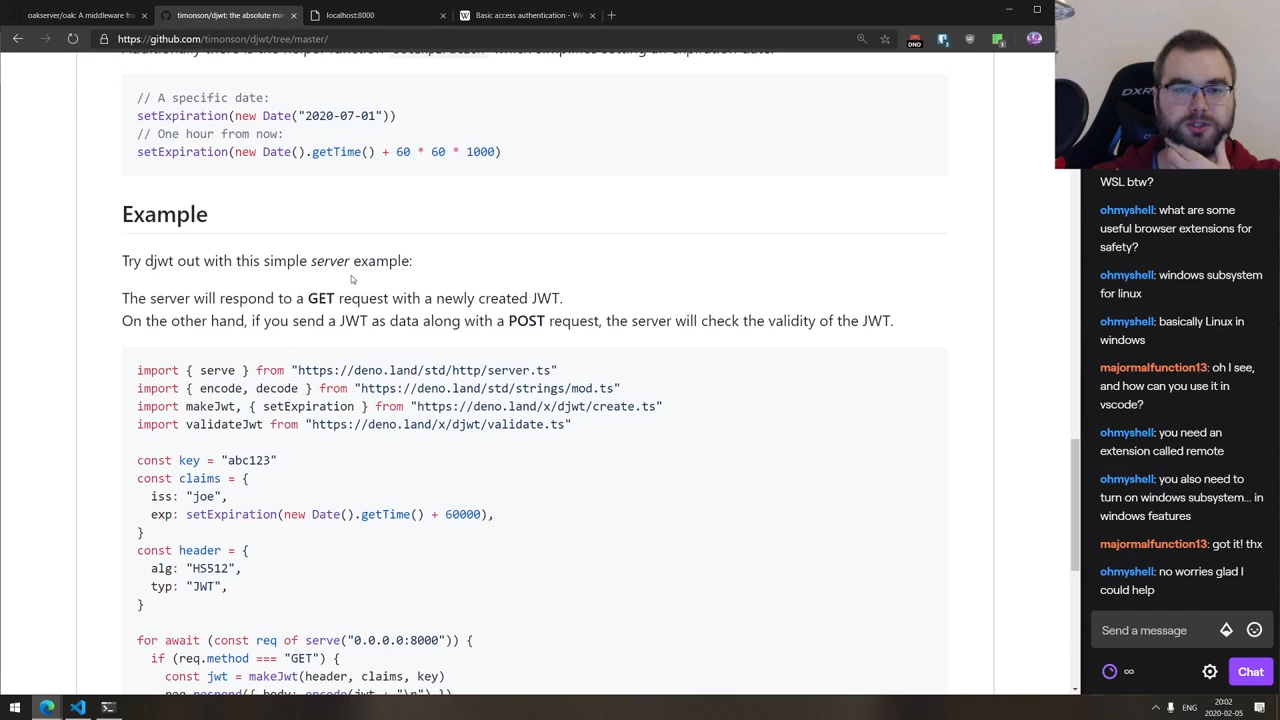 oakserver/oak: A middleware fra
timonson/djwt: the absolute mi
localhost:8000
Basic access authentication - Wi
https://github.com/timonson/djwt/tree/master/
// A specific date:
setExpiration(new Date("2020-07-01"))
// One hour from now:
setExpiration(new Date().getTime() + 60 * 60 * 1000)
Example
Try djwt out with this simple server example:
The server will respond to a GET request with a newly created JWT.
On the other hand, if you send a JWT as data along with a POST request, the server will check the validity of the JWT.
import { serve } from "https://deno.land/std/http/server.ts"
import { encode, decode } from "https://deno.land/std/strings/mod.ts"
import makeJwt, { setExpiration } from "https://deno.land/x/djwt/create.ts"
import validateJwt from "https://deno.land/x/djwt/validate.ts"
const key = "abc123"
const claims = {
iss: "joe",
exp: setExpiration(new Date().getTime() + 60000),
}
const header = {
alg: "HS512",
typ: "JWT",
}
for await (const req of serve("0.0.0.0:8000")) {
if (req.method === "GET") {
const jwt = makeJwt(header, claims, key)
req.respond({ body: encode(jwt + "\n") })
DXR
WSL btw?
ohmyshell: what are some
useful browser extensions for
safety?
ohmyshell: windows subsystem
for linux
ohmyshell: basically Linux in
windows
majormalfunction13: oh I see,
and how can you use it in
vscode?
ohmyshell: you need an
extension called remote
ohmyshell: you also need to
turn on windows subsystem... in
windows features
majormalfunction13: got it! thx
ohmyshell: no worries glad I
could help
Send a message
∞
Chat
ENG
20:02
2020-02-05